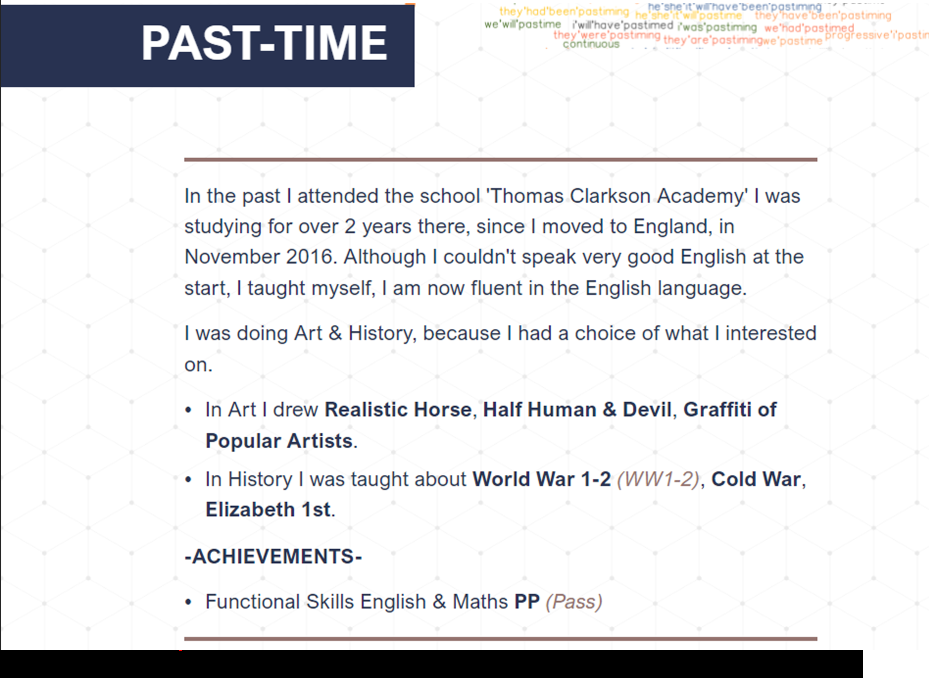 they'had'been'pastiming he'she'it'will'have'been'pastiming
he'she'it'will'pastime they'have'been'pastiming
we'will'pastime i'will'have'pastimed i'was'pastiming we'had'pastimed
they'were'pastiming they'are'pastiming we'pastime
continuous
PAST-TIME
In the past I attended the school 'Thomas Clarkson Academy' I was
studying for over 2 years there, since I moved to England, in
November 2016. Although I couldn't speak very good English at the
start, I taught myself, I am now fluent in the English language.
I was doing Art & History, because I had a choice of what I interested
on.
• In Art I drew Realistic Horse, Half Human & Devil, Graffiti of
Popular Artists.
• In History I was taught about World War 1-2 (WW1-2), Cold War,
Elizabeth 1st.
-ACHIEVEMENTS-
• Functional Skills English & Maths PP (Pass)